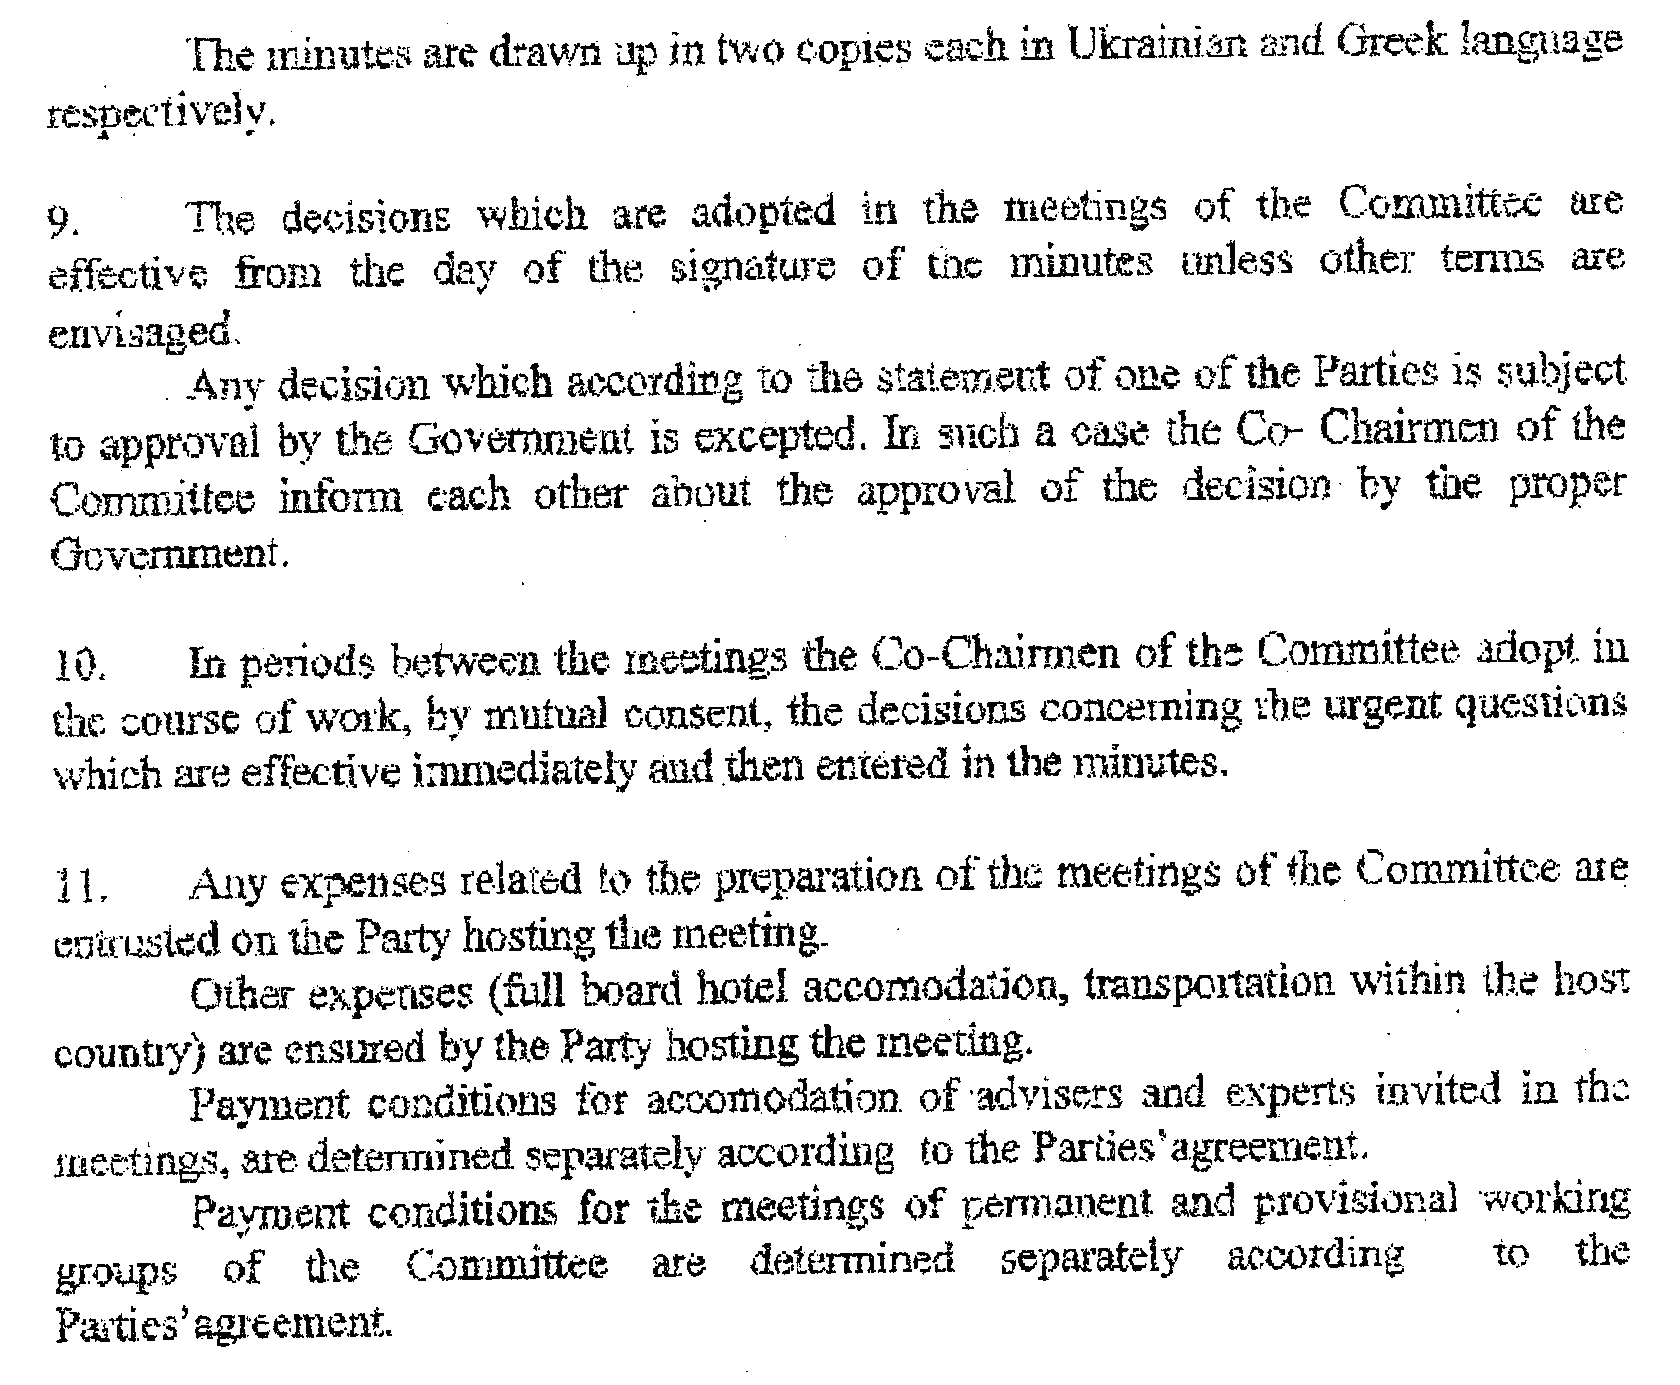 The minutes are drawn up in two copies each in Ukrainian and Greek language
respectively.
9. The decisions which are adopted in the meetings of the Committee are
effective from the day of the signature of the minutes unless other terms are
envisaged.
Any decision which according to the statement of one of the Parties is subject
to approval by the Government is excepted. In such a case the Co- Chairmen of the
Committee inform each other about the approval of the decision by the proper
Government.
10. In periods between the meetings the Co-Chairmen of the Committee adopt in
the course of work, by mutual consent, the decisions concerning the urgent questions
which are effective immediately and then entered in the minutes.
11. Any expenses related to the preparation of the meetings of the Committee are
entrusted on the Party hosting the meeting.
Other expenses (full board hotel accomodation, transportation within the host
country) are ensured by the Party hosting the meeting.
Payment conditions for accomodation of advisers and experts invited in the
meetings, are determined separately according to the Parties'agreement.
Payment conditions for the meetings of permanent and provisional working
groups of the Committee are determined separately according to the
Parties'agreement.